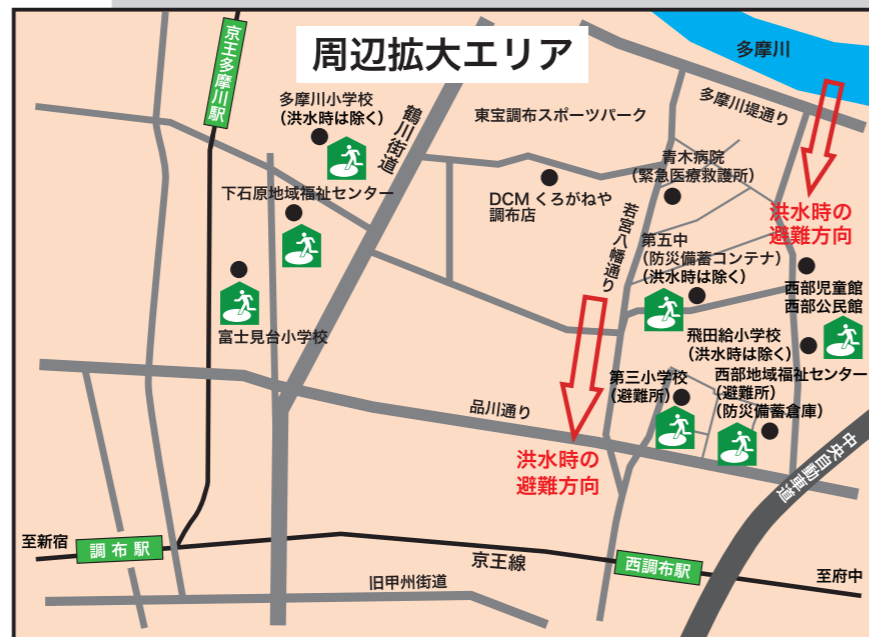 周辺拡大エリア
多摩川
京王多摩川駅
多摩川小学校
（洪水時は除く）
鶴川街道
東宝調布スポーツパーク
多摩川堤通り
青木病院
（緊急医療救護所）
DCM くろがねや
調布店
下石原地域福祉センター
若宮八幡通り
洪水時の
避難方向
第五中
（防災備蓄コンテナ）
（洪水時は除く）
西部児童館
西部公民館
富士見台小学校
飛田給小学校
（洪水時は除く）
第三小学校
（避難所）
西部地域福祉センター
（避難所）
（防災備蓄倉庫）
品川通り
中央自動車道
洪水時の
避難方向
至新宿
調布駅
京王線
西調布駅
至府中
旧甲州街道